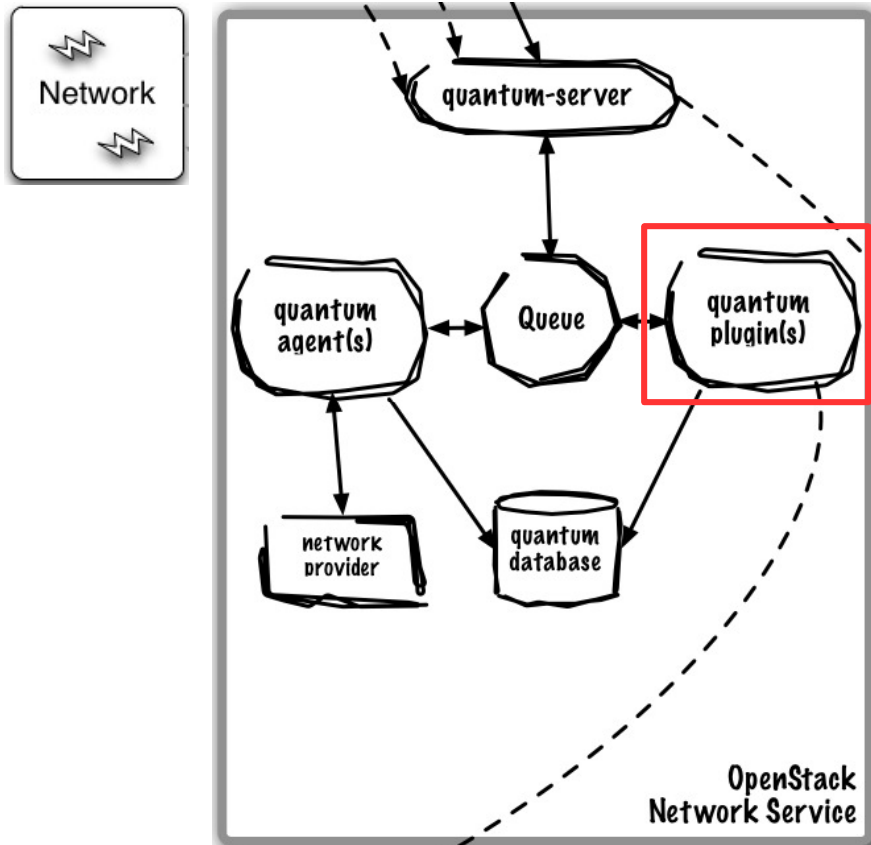 Network
quantum-server
quantum
agent(s)
Queue
quantum
plugin(s)
network
provider
quantum
database
OpenStack
Network Service